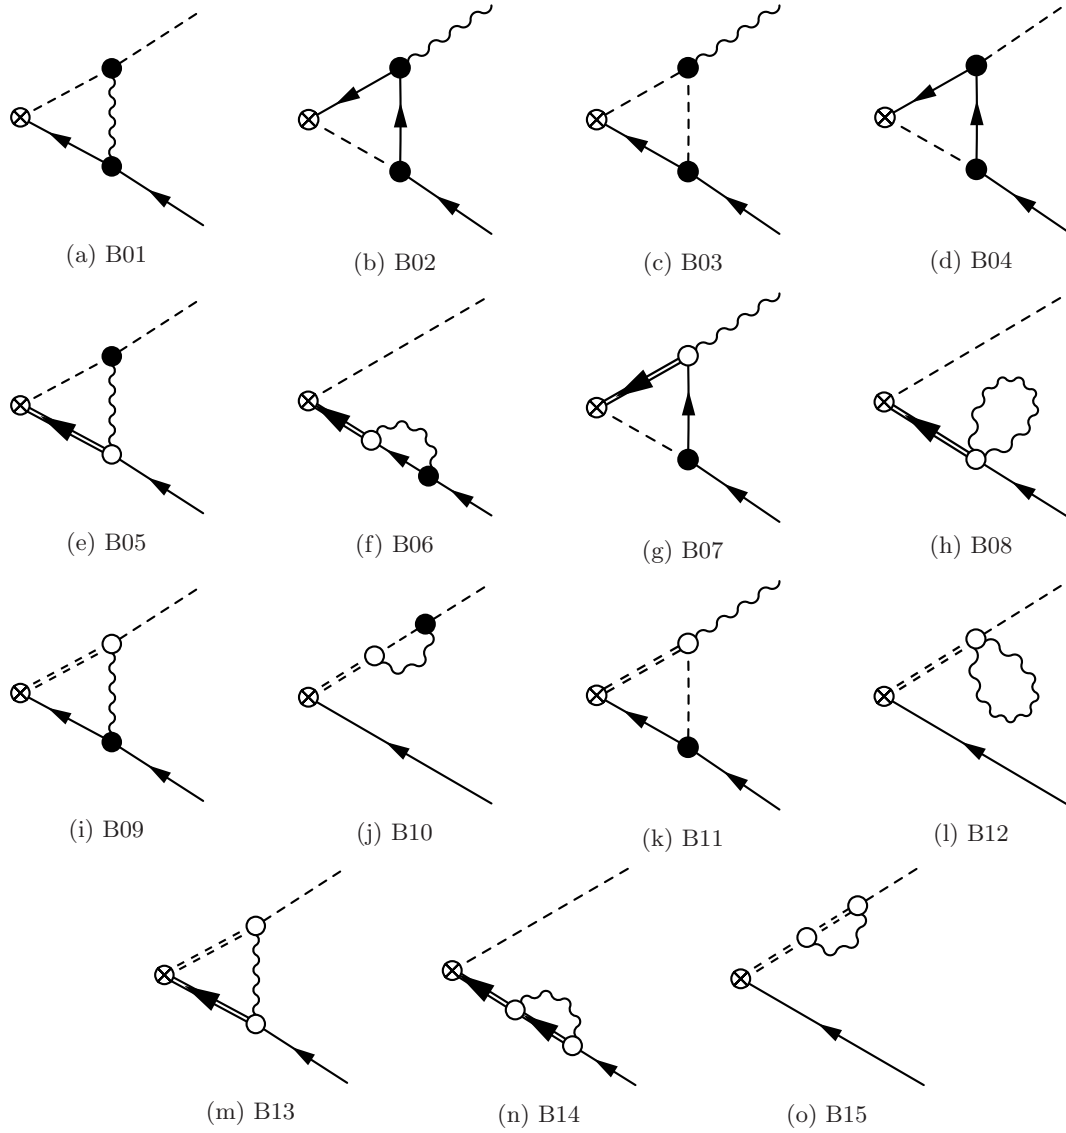 (a) B01
(b) B02
(c) B03
(d) B04
(e) B05
(f) B06
(g) B07
(h) B08
(i) B09
(j) B10
(k) B11
(l) B12
(m) B13
(n) B14
(o) B15